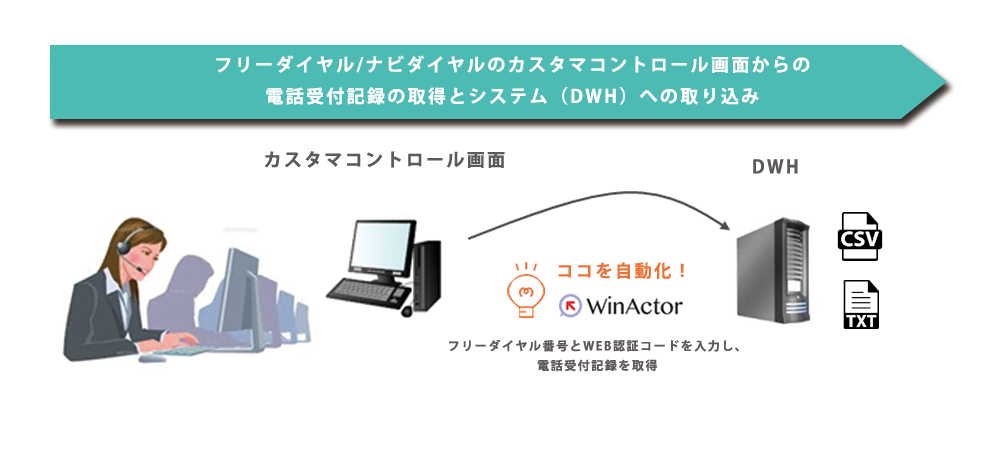 フリーダイヤル/ナビダイヤルのカスタマコントロール画面からの
電話受付記録の取得とシステム（DWH）への取り込み
カスタマコントロール画面
DWH
CSV
ココを自動化！
WinActor
TXT
フリーダイヤル番号とWEB認証コードを入力し、
電話受付記録を取得